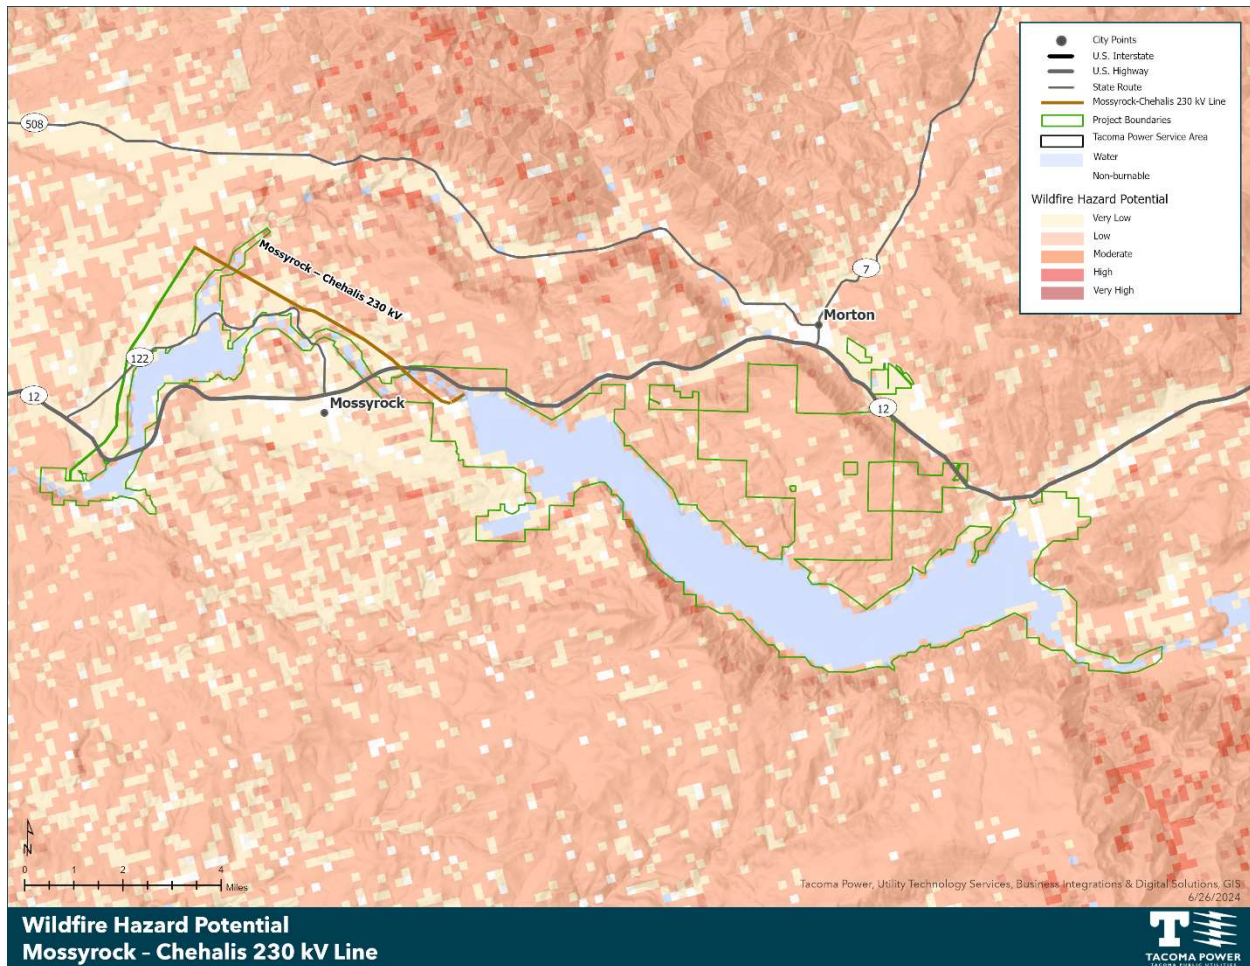 City Points
U.S. Interstate
U.S. Highway
State Route
Mossyrock-Chehalis 230 kV Line
Project Boundaries
Tacoma Power Service Area
Water
Non-burnable
Wildfire Hazard Potential
Very Low
Low
Moderate
High
Very High
508
Mossyrock – Chehalis 230 kV
7
Morton
122
12
Mossyrock
12
N
0 1 2 4
Miles
Tacoma Power, Utility Technology Services, Business Integrations & Digital Solutions, GIS
6/26/2024
Wildfire Hazard Potential
Mossyrock – Chehalis 230 kV Line
T
TACOMA POWER
TACOMA PUBLIC UTILITIES